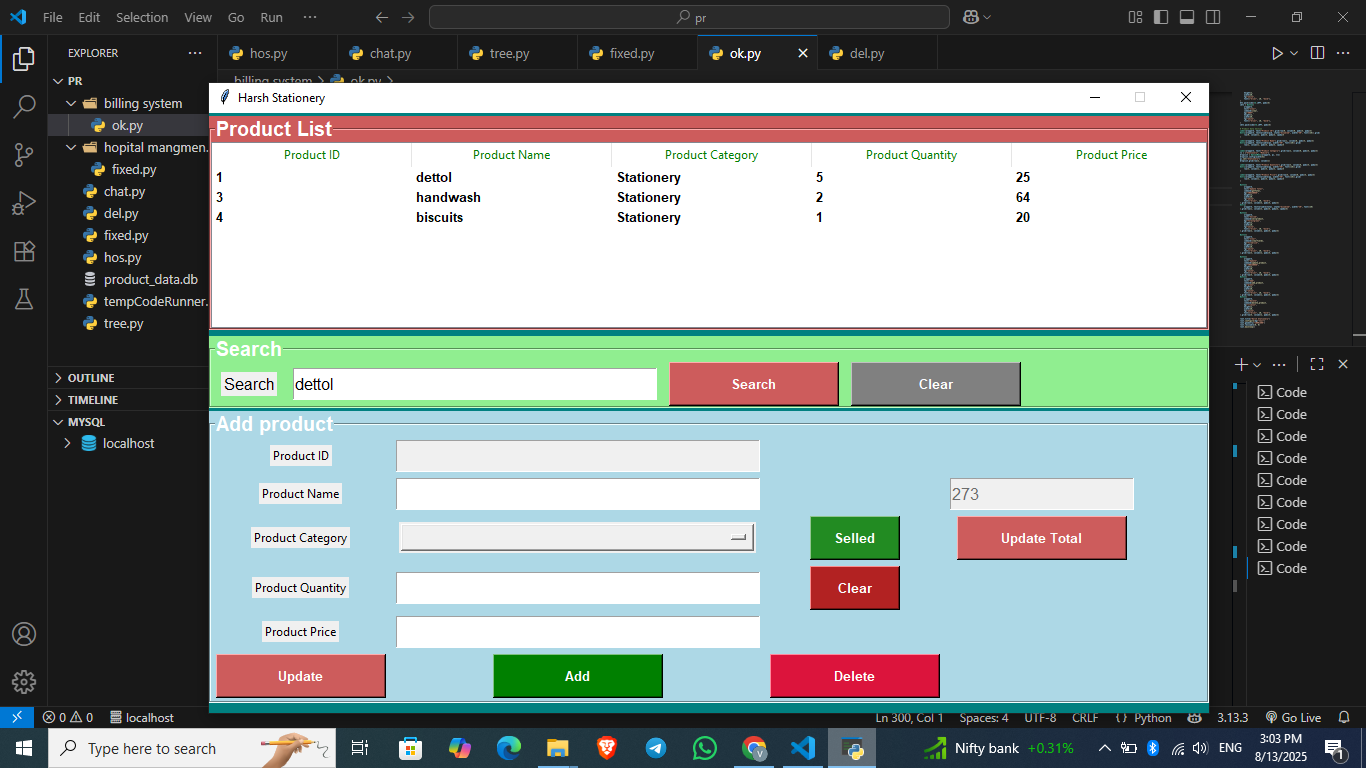 File Edit Selection View Go Run ··· pr
EXPLORER ···
hos.py chat.py tree.py fixed.py ok.py del.py ···
PR
billing system > ok.py >
billing system
ok.py
hopital mangmen...
fixed.py
chat.py
del.py
fixed.py
hos.py
product_data.db
tempCodeRunner...
tree.py
OUTLINE
TIMELINE
MYSQL
localhost
Harsh Stationery
Product List
Product ID Product Name Product Category Product Quantity Product Price
1 dettol Stationery 5 25
3 handwash Stationery 2 64
4 biscuits Stationery 1 20
Search
Search dettol Search Clear
Add product
Product ID
Product Name 273
Product Category Selled Update Total
Product Quantity Clear
Product Price
Update Add Delete
Code
Code
Code
Code
Code
Code
Code
Code
Code
0 0 localhost Ln 300, Col 1 Spaces: 4 UTF-8 CRLF {} Python 3.13.3 Go Live
Type here to search Nifty bank +0.31% ENG 3:03 PM
8/13/2025 1